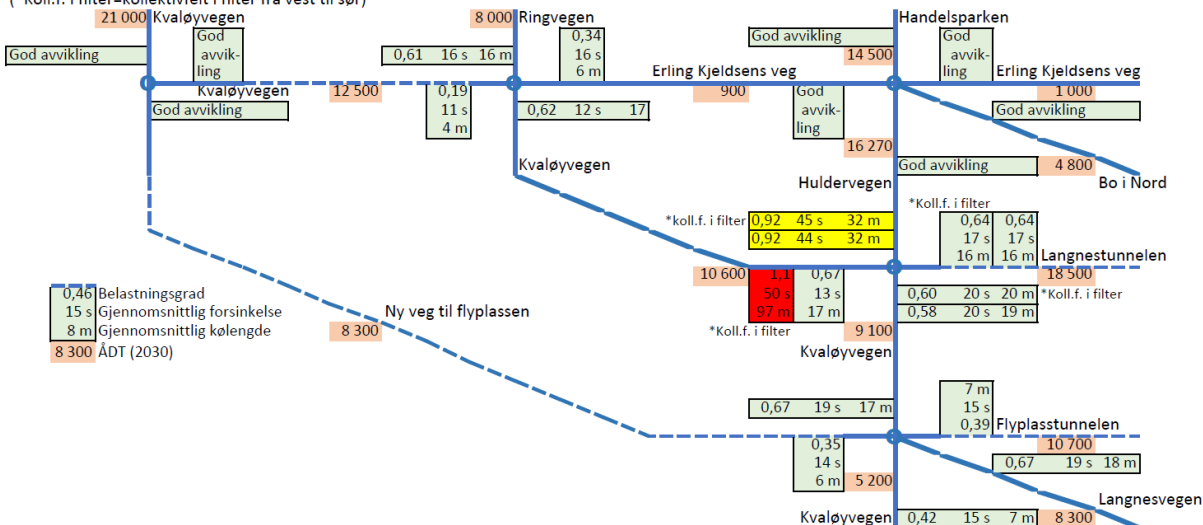 (*Koll.f. i filter=kollektivfelt i filter fra vest til sør)
21 000 Kvaløyvegen
8 000 Ringvegen
Handelsparken
God avvikling
God
avvik-
ling
0,61 16 s 16 m
0,34
16 s
6 m
God avvikling
14 500
God
avvik-
ling
Erling Kjeldsens veg
Erling Kjeldsens veg
Kvaløyvegen
12 500
900
1 000
God avvikling
0,19
11 s
4 m
0,62 12 s 17
God
avvik-
ling
God avvikling
16 270
Kvaløyvegen
God avvikling
4 800
Huldervegen
Bo i Nord
*Koll.f. i filter
*koll.f. i filter
0,92 45 s 32 m
0,92 44 s 32 m
0,64 0,64
17 s 17 s
16 m 16 m
Langnestunnelen
10 600
1,1
50 s
97 m
0,67
13 s
17 m
18 500
0,60 20 s 20 m
*Koll.f. i filter
0,58 20 s 19 m
*Koll.f. i filter
9 100
Kvaløyvegen
0,46 Belastningsgrad
15 s Gjennomsnittlig forsinkelse
8 m Gjennomsnittlig kølengde
8 300 ÅDT (2030)
Ny veg til flyplassen
8 300
0,67 19 s 17 m
7 m
15 s
0,39
Flyplasstunnelen
10 700
0,35
14 s
6 m
5 200
0,67 19 s 18 m
Langnesvegen
Kvaløyvegen
0,42 15 s 7 m
8 300